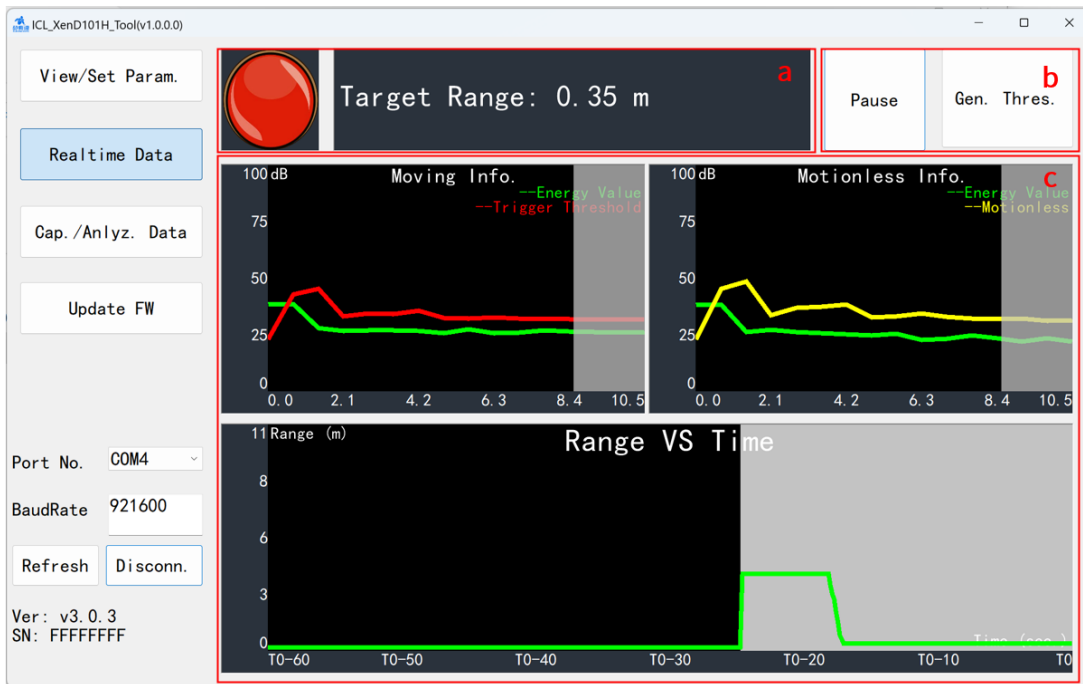 ICL_XenD101H_Tool(v1.0.0.0)
View/Set Param.
Realtime Data
Cap./Anlyz. Data
Update FW
Port No. COM4
BaudRate 921600
Refresh Disconn.
Ver: v3.0.3
SN: FFFFFFFF
Target Range: 0.35 m
a
Pause
Gen. Thres.
b
c
100 dB Moving Info.
--Energy Value
--Trigger Threshold
75
50
25
0
0.0 2.1 4.2 6.3 8.4 10.5
100 dB Motionless Info.
--Energy Value
--Motionless
75
50
25
0
0.0 2.1 4.2 6.3 8.4 10.5
11 Range (m) Range VS Time
8
6
3
0 Time (sec.)
T0-60 T0-50 T0-40 T0-30 T0-20 T0-10 T0